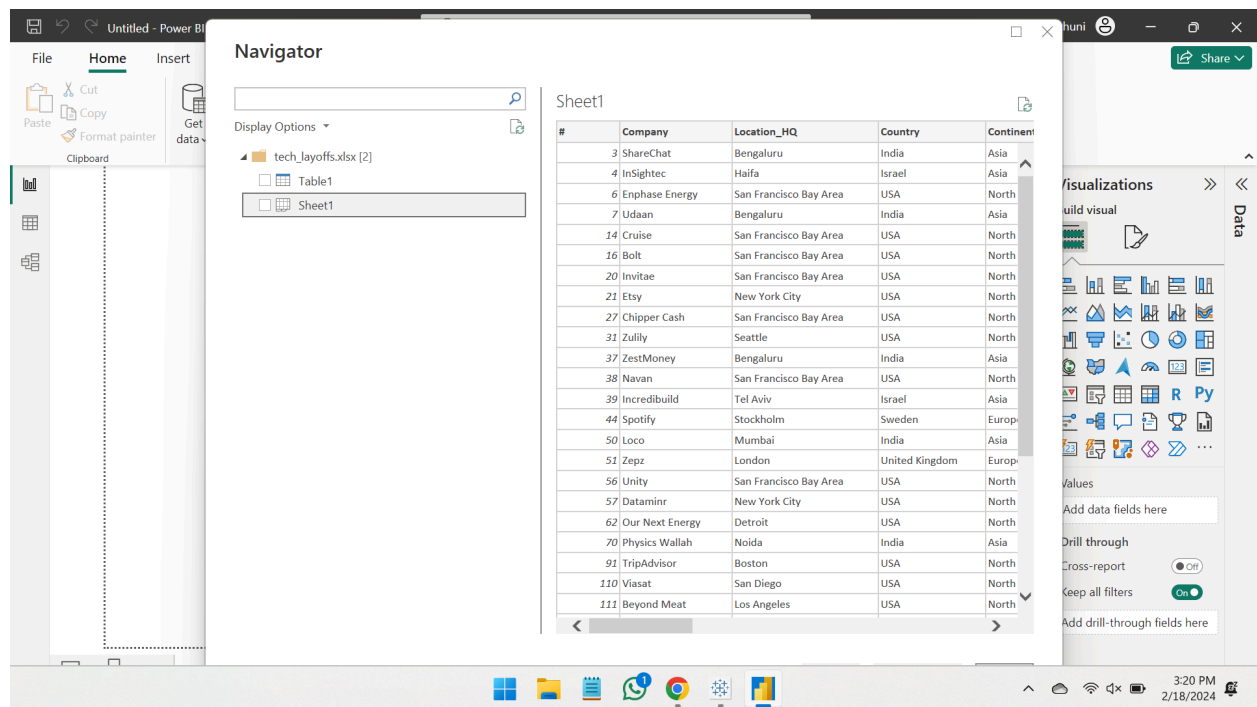 Untitled - Power BI
huni
File Home Insert
Share
Paste
Cut
Copy
Format painter
Clipboard
Get
data
Navigator
Display Options
tech_layoffs.xlsx [2]
Table1
Sheet1
Sheet1
# Company Location_HQ Country Continent
3 ShareChat Bengaluru India Asia
4 InSightec Haifa Israel Asia
6 Enphase Energy San Francisco Bay Area USA North
7 Udaan Bengaluru India Asia
14 Cruise San Francisco Bay Area USA North
16 Bolt San Francisco Bay Area USA North
20 Invitae San Francisco Bay Area USA North
21 Etsy New York City USA North
27 Chipper Cash San Francisco Bay Area USA North
31 Zulily Seattle USA North
37 ZestMoney Bengaluru India Asia
38 Navan San Francisco Bay Area USA North
39 Incredibuild Tel Aviv Israel Asia
44 Spotify Stockholm Sweden Europ
50 Loco Mumbai India Asia
51 Zepz London United Kingdom Europ
56 Unity San Francisco Bay Area USA North
57 Dataminr New York City USA North
62 Our Next Energy Detroit USA North
70 Physics Wallah Noida India Asia
91 TripAdvisor Boston USA North
110 Viasat San Diego USA North
111 Beyond Meat Los Angeles USA North
Visualizations
uild visual
Data
123
R Py
123
Values
Add data fields here
Drill through
Cross-report Off
Keep all filters On
Add drill-through fields here
1
3:20 PM
2/18/2024